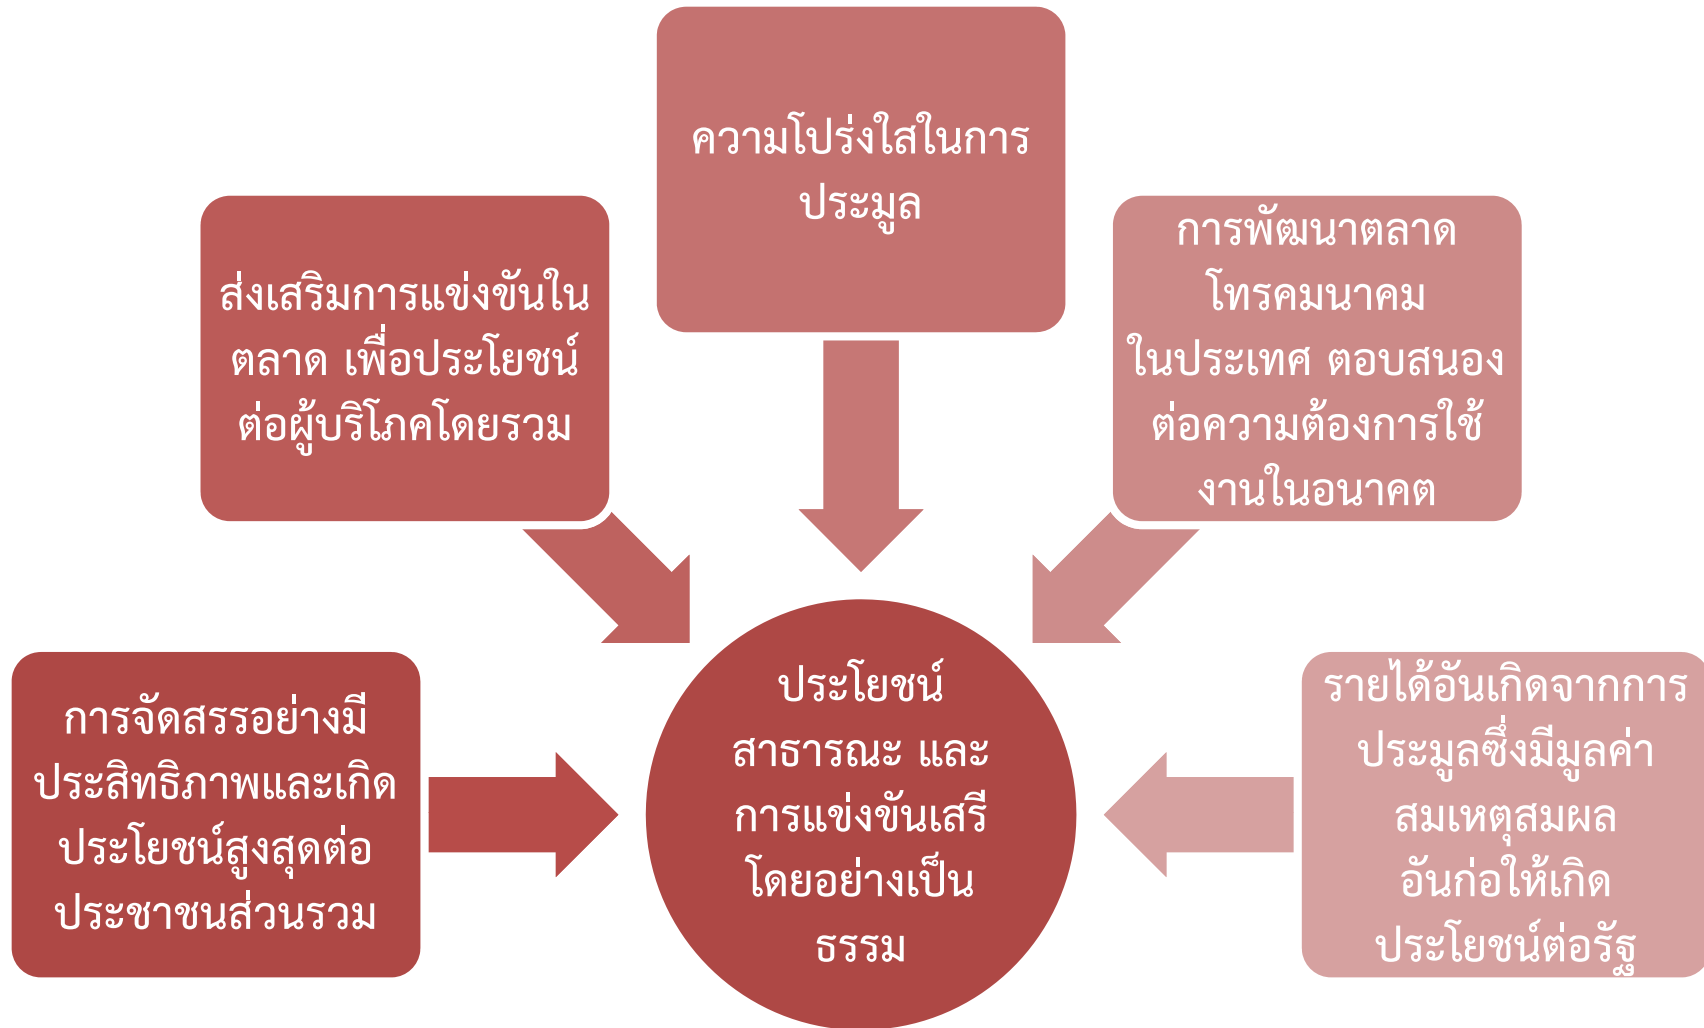 ความโปร่งใสในการ
ประมูล
ส่งเสริมการแข่งขันใน
ตลาด เพื่อประโยชน์
ต่อผู้บริโภคโดยรวม
การพัฒนาตลาด
โทรคมนาคม
ในประเทศ ตอบสนอง
ต่อความต้องการใช้
งานในอนาคต
การจัดสรรอย่างมี
ประสิทธิภาพและเกิด
ประโยชน์สูงสุดต่อ
ประชาชนส่วนรวม
ประโยชน์
สาธารณะ และ
การแข่งขันเสรี
โดยอย่างเป็น
ธรรม
รายได้อันเกิดจากการ
ประมูลซึ่งมีมูลค่า
สมเหตุสมผล
อันก่อให้เกิด
ประโยชน์ต่อรัฐ